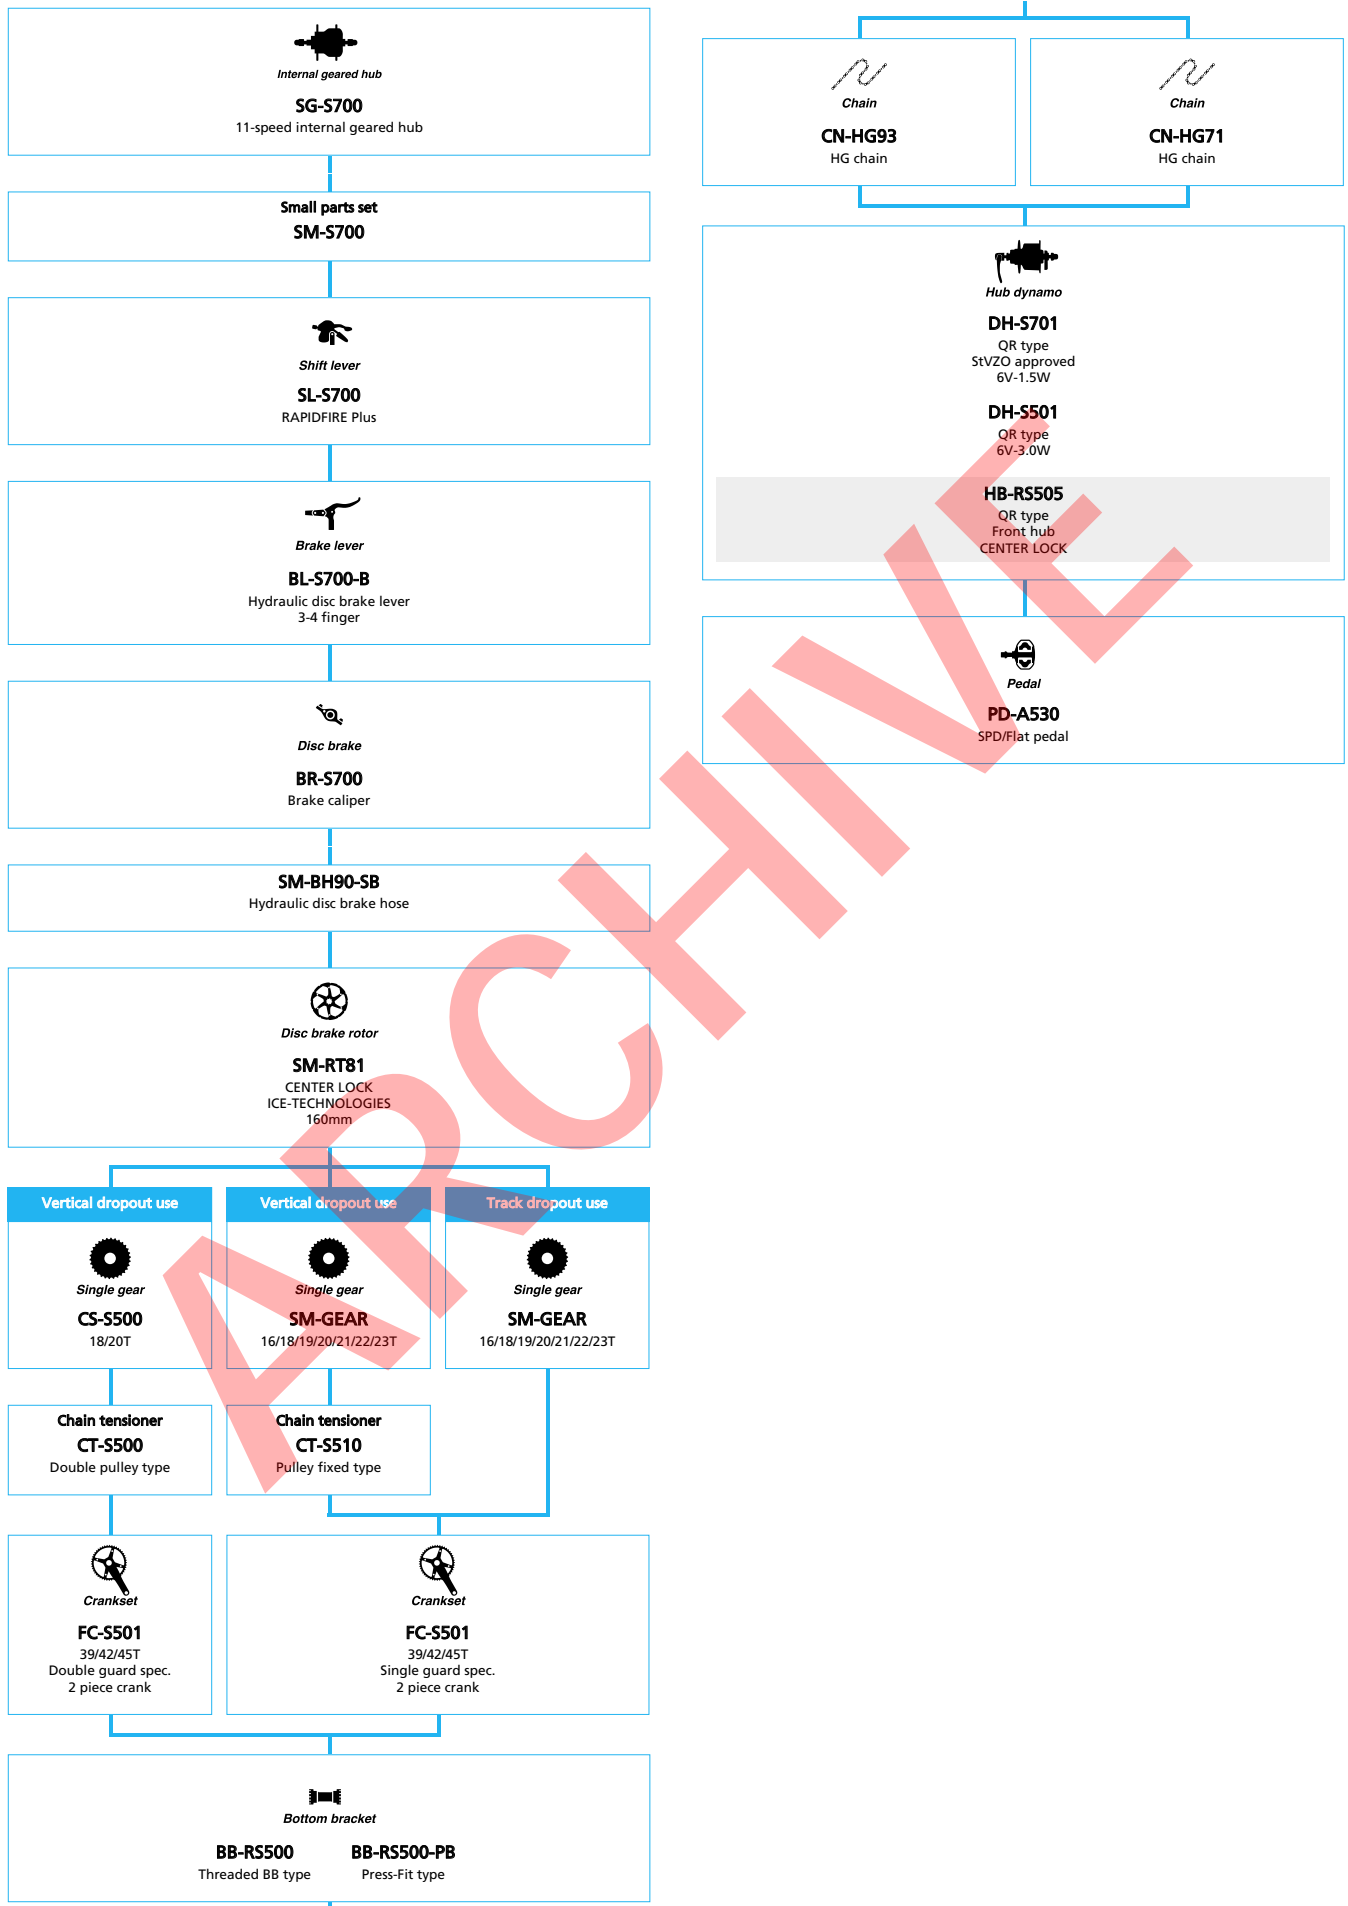 Internal geared hub
SG-S700
11-speed internal geared hub
Small parts set
SM-S700
Shift lever
SL-S700
RAPIDFIRE Plus
Brake lever
BL-S700-B
Hydraulic disc brake lever
3-4 finger
Disc brake
BR-S700
Brake caliper
SM-BH90-SB
Hydraulic disc brake hose
Disc brake rotor
SM-RT81
CENTER LOCK
ICE-TECHNOLOGIES
160mm
Vertical dropout use
Single gear
CS-S500
18/20T
Vertical dropout use
Single gear
SM-GEAR
16/18/19/20/21/22/23T
Track dropout use
Single gear
SM-GEAR
16/18/19/20/21/22/23T
Chain tensioner
CT-S500
Double pulley type
Chain tensioner
CT-S510
Pulley fixed type
Crankset
FC-S501
39/42/45T
Double guard spec.
2 piece crank
Crankset
FC-S501
39/42/45T
Single guard spec.
2 piece crank
Bottom bracket
BB-RS500
Threaded BB type
BB-RS500-PB
Press-Fit type
Chain
CN-HG93
HG chain
Chain
CN-HG71
HG chain
Hub dynamo
DH-S701
QR type
StVZO approved
6V-1.5W
DH-S501
QR type
6V-3.0W
HB-RS505
QR type
Front hub
CENTER LOCK
Pedal
PD-A530
SPD/Flat pedal
ARCHIVE